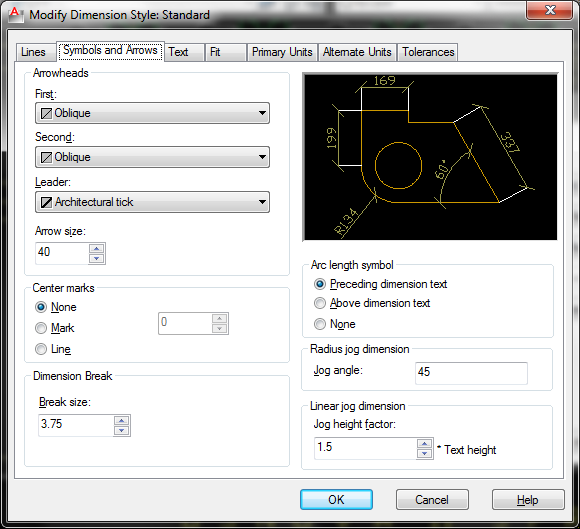 Modify Dimension Style: Standard
Lines
Symbols and Arrows
Text
Fit
Primary Units
Alternate Units
Tolerances
Arrowheads
First:
Oblique
Second:
Oblique
Leader:
Architectural tick
Arrow size:
40
Center marks
None
Mark
0
Line
Dimension Break
Break size:
3.75
169
199
337
60°
R134
Arc length symbol
Preceding dimension text
Above dimension text
None
Radius jog dimension
Jog angle:
45
Linear jog dimension
Jog height factor:
1.5
* Text height
OK
Cancel
Help